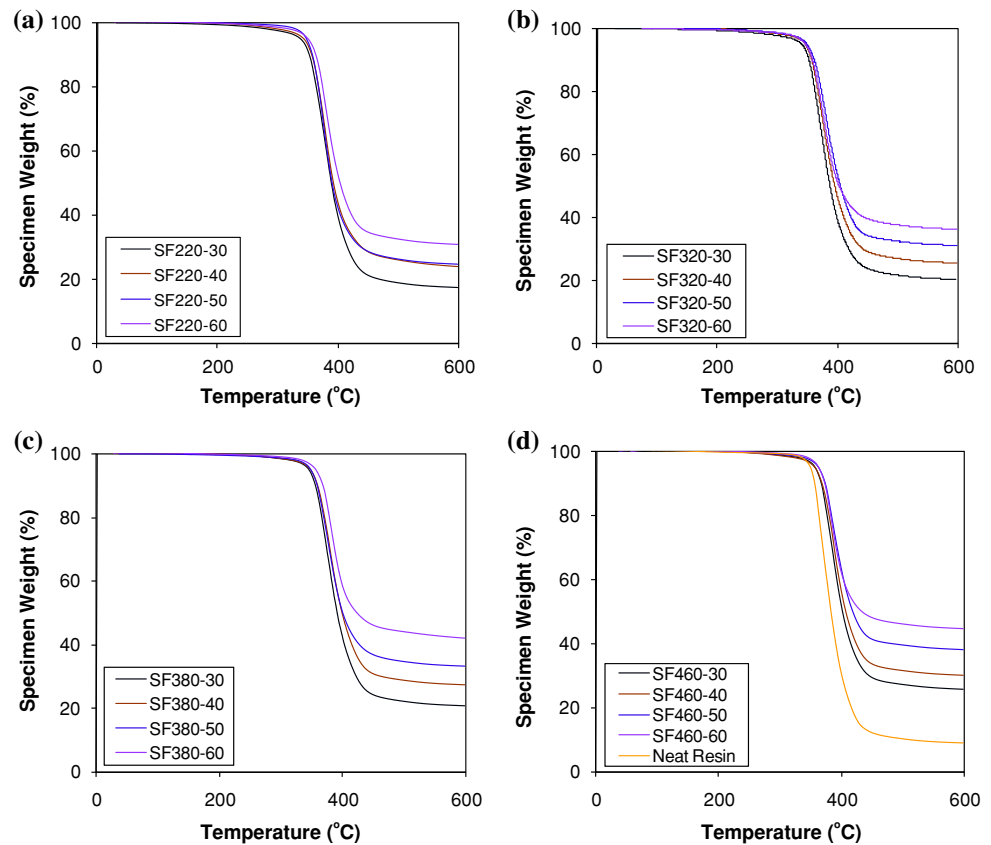 (a)
100
80
60
40
20
0
0
200
400
600
Specimen Weight (%)
Temperature (°C)
SF220-30
SF220-40
SF220-50
SF220-60
(b)
100
80
60
40
20
0
0
200
400
600
Specimen Weight (%)
Temperature (°C)
SF320-30
SF320-40
SF320-50
SF320-60
(c)
100
80
60
40
20
0
0
200
400
600
Specimen Weight (%)
Temperature (°C)
SF380-30
SF380-40
SF380-50
SF380-60
(d)
100
80
60
40
20
0
0
200
400
600
Specimen Weight (%)
Temperature (°C)
SF460-30
SF460-40
SF460-50
SF460-60
Neat Resin